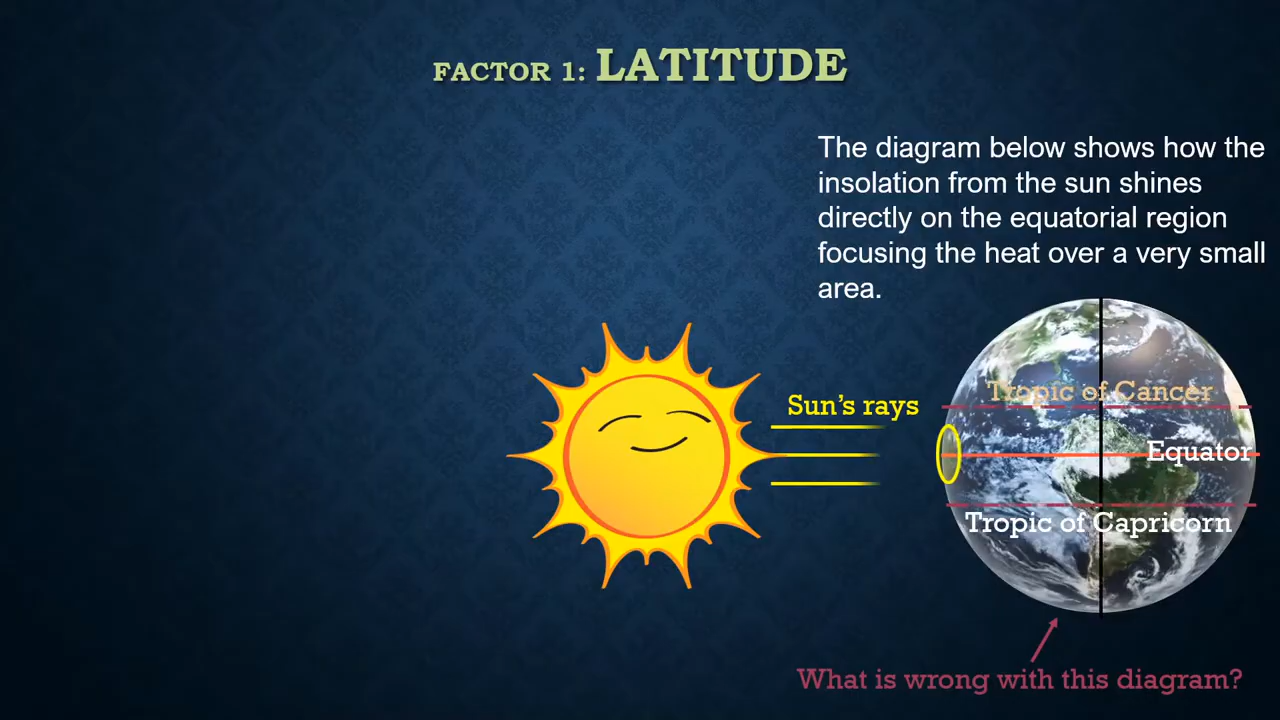 FACTOR 1: LATITUDE
The diagram below shows how the
insolation from the sun shines
directly on the equatorial region
focusing the heat over a very small
area.
Sun's rays
Tropic of Cancer
Equator
Tropic of Capricorn
What is wrong with this diagram?